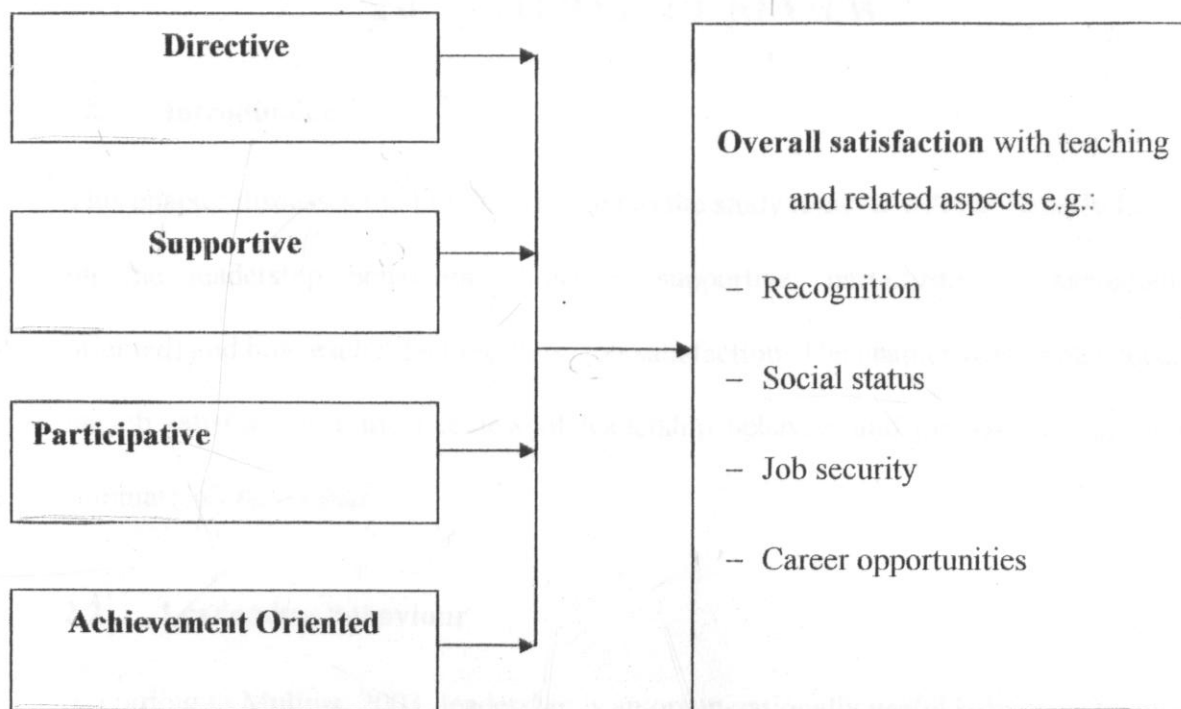 Directive
Supportive
Participative
Achievement Oriented
Overall satisfaction with teaching
and related aspects e.g.:
– Recognition
– Social status
– Job security
– Career opportunities